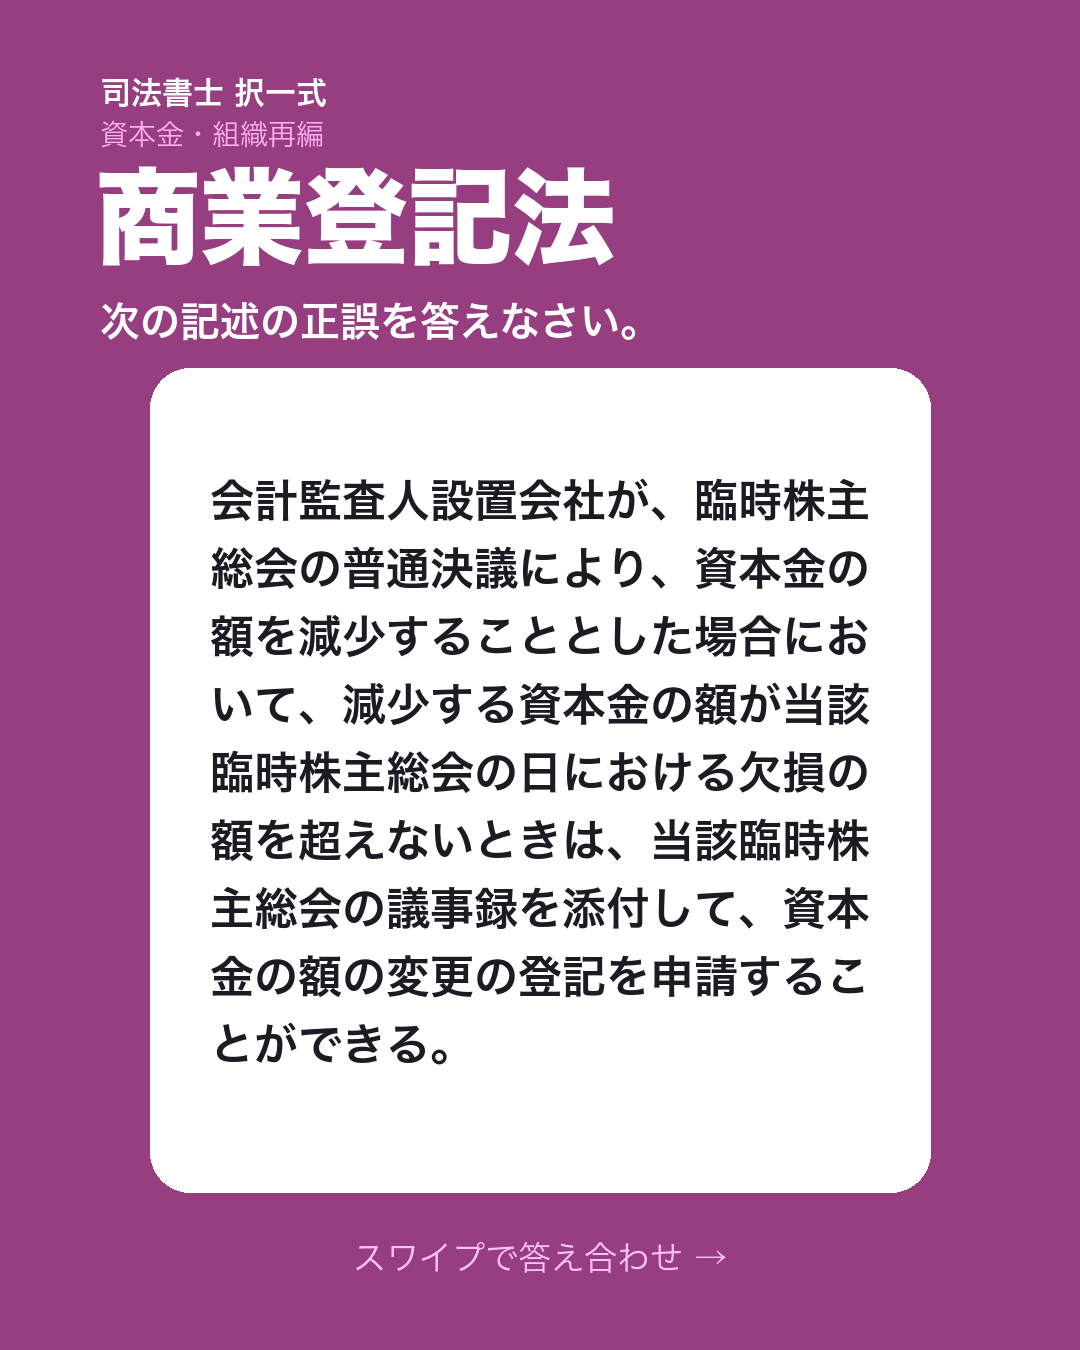 司法書士 択一式
資本金・組織再編
商業登記法
次の記述の正誤を答えなさい。
会計監査人設置会社が、臨時株主
総会の普通決議により、資本金の
額を減少することとした場合にお
いて、減少する資本金の額が当該
臨時株主総会の日における欠損の
額を超えないときは、当該臨時株
主総会の議事録を添付して、資本
金の額の変更の登記を申請するこ
とができる。
スワイプで答え合わせ →